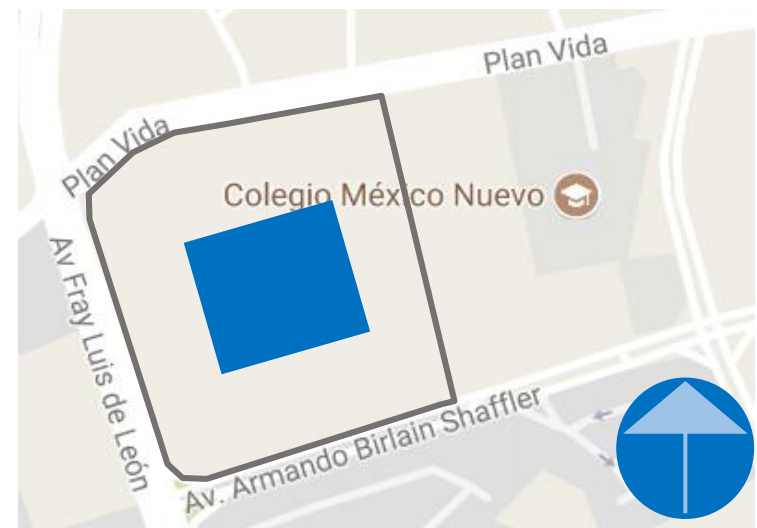 Plan Vida
Plan Vida
Colegio México Nuevo
Av Fray Luis de León
Av. Armando Birlain Shaffler